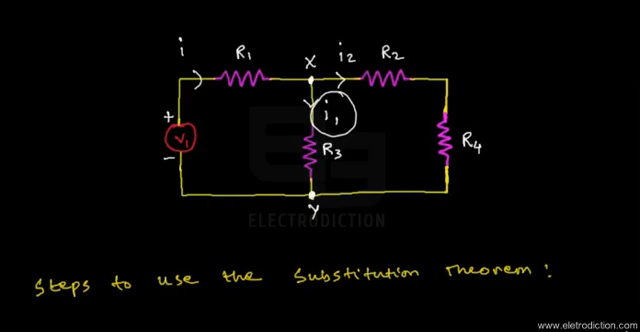 i R1 X i2 R2
+ V1 -
i1
R3
R4
Y
ELECTRODICTION
Steps to use the Substitution Theorem :
www.eletrodiction.com